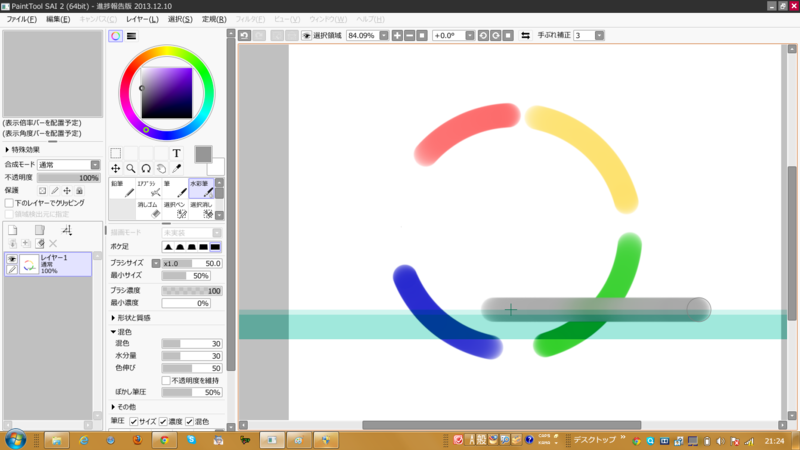 PaintTool SAI 2 (64bit) - 進捗報告版 2013.12.10
ファイル(F) 編集(E) キャンバス(C) レイヤー(L) 選択(S) 定規(R) フィルタ(F) ビュー(V) ウィンドウ(W) ヘルプ(H)
選択領域 84.09% +0.0° 手ぶれ補正 3
(表示倍率バーを配置予定)
(表示角度バーを配置予定)
特殊効果
合成モード 通常
不透明度 100%
保護
下のレイヤーでクリッピング
領域検出元に指定
レイヤー1
通常
100%
T
鉛筆 エアブラシ 筆 水彩筆
消しゴム 選択ペン 選択消し
描画モード 未実装
ボケ足
ブラシサイズ x1.0 50.0
最小サイズ 50%
ブラシ濃度 100
最小濃度 0%
形状と質感
混色
混色 30
水分量 30
色伸び 50
不透明度を維持
ぼかし筆圧 50%
その他
筆圧 サイズ 濃度 混色
A 般
CAPS
KANA
デスクトップ
21:24